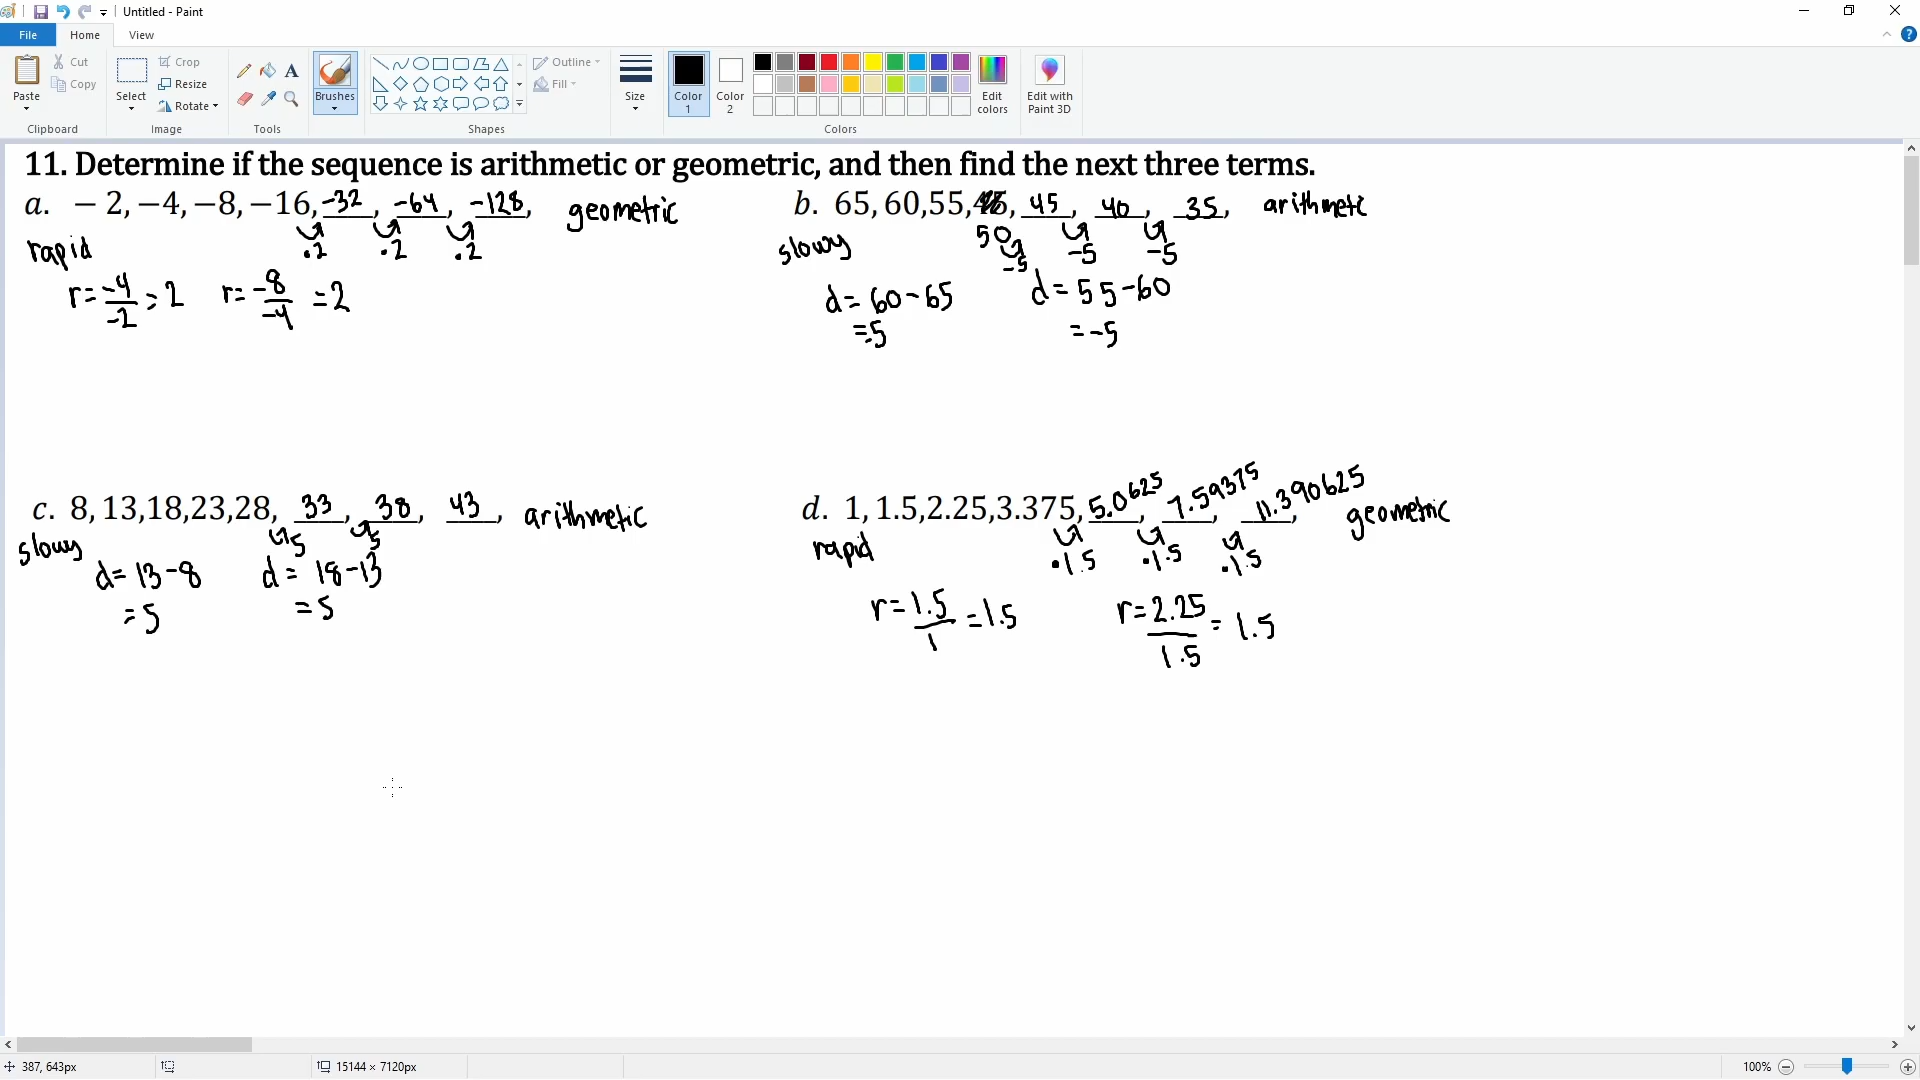 Untitled - Paint
File Home View
Paste Cut Copy
Clipboard
Select Crop Resize Rotate
Image
Tools
Brushes
Outline Fill
Shapes
Size
Color 1 Color 2
Edit colors
Colors
Edit with Paint 3D
11. Determine if the sequence is arithmetic or geometric, and then find the next three terms.
a. − 2, −4, −8, −16, -32, -64, -128, geometric
·2 ·2 ·2
rapid
r = -4/-2 = 2 r = -8/-4 = 2
b. 65, 60,55, 45, 40, 35, arithmetic
50
-5 -5 -5
slowy
d = 60 - 65 d = 55 - 60
= -5 = -5
c. 8, 13,18,23,28, 33, 38, 43, arithmetic
5 5
slowy
d = 13 - 8 d = 18 - 13
= 5 = 5
d. 1, 1.5,2.25,3.375, 5.0625, 7.59375, 11.390625, geometric
·1.5 ·1.5 ·1.5
rapid
r = 1.5/1 = 1.5 r = 2.25/1.5 = 1.5
387, 643px 15144 × 7120px 100%